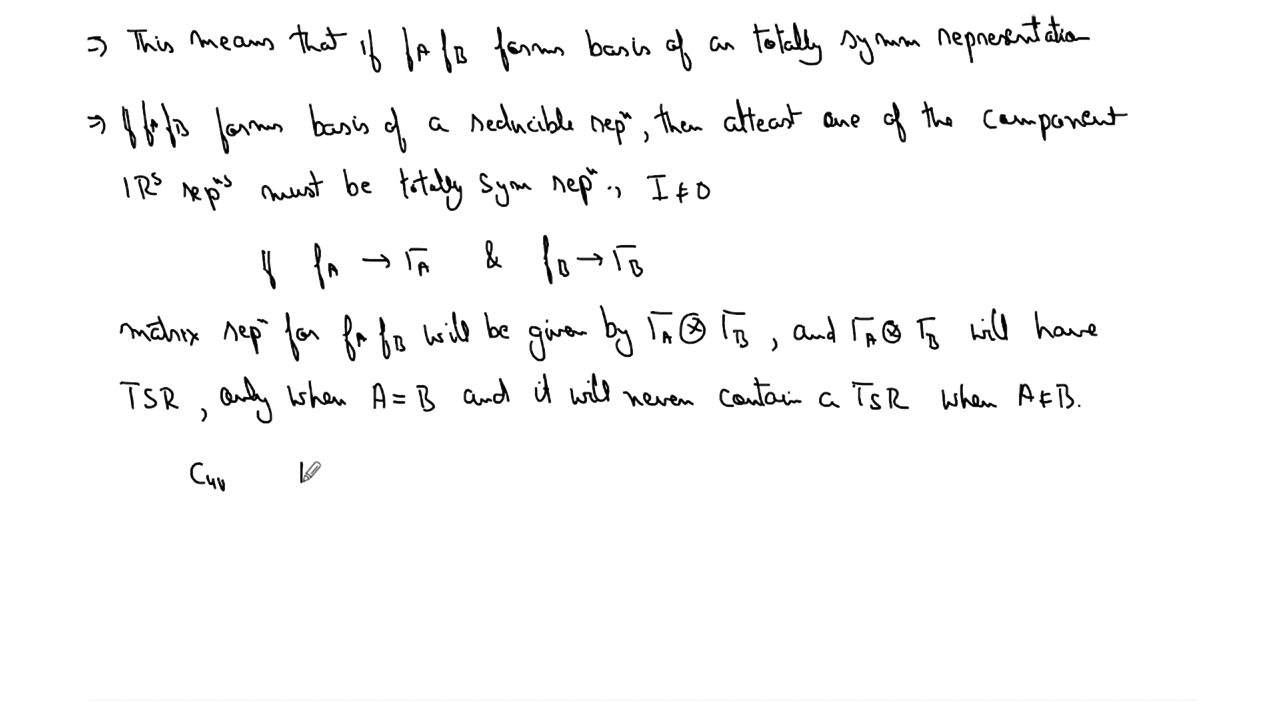 ⇒ This means that if fA fB forms basis of an totally symm representation
⇒ If fA fB forms basis of a reducible repⁿ, then atleast one of the component
IRˢ repⁿˢ must be totally sym repⁿ., I ≠ 0
If fA → ΓA & fB → ΓB
matrix repⁿ for fA fB will be given by ΓA ⊗ ΓB, and ΓA ⊗ ΓB will have
TSR, only when A = B and it will never contain a TSR when A ≠ B.
C4v